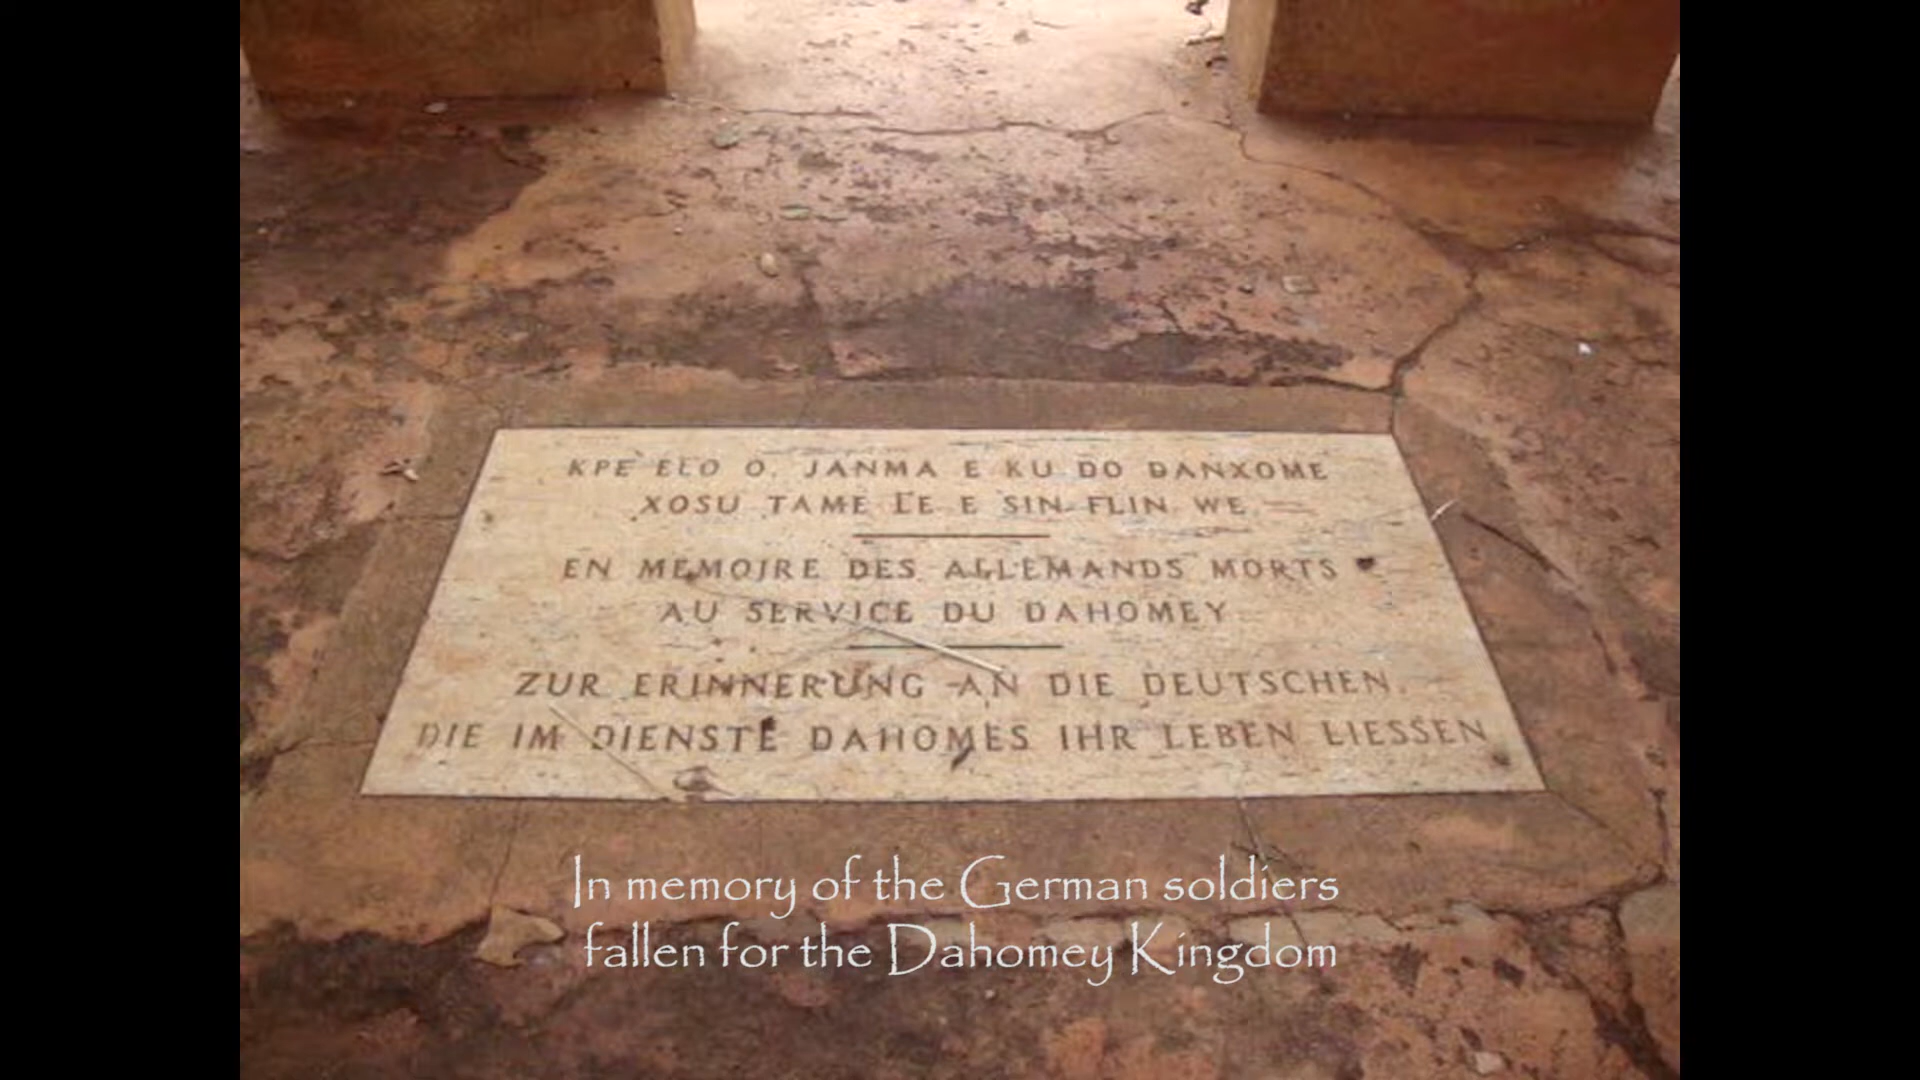 KPE ELO O, JANMA E KU DO DANXOME
XOSU TAME LE E SIN FLIN WE
EN MEMOIRE DES ALLEMANDS MORTS
AU SERVICE DU DAHOMEY
ZUR ERINNERUNG AN DIE DEUTSCHEN,
DIE IM DIENSTE DAHOMES IHR LEBEN LIESSEN
In memory of the German soldiers
fallen for the Dahomey Kingdom